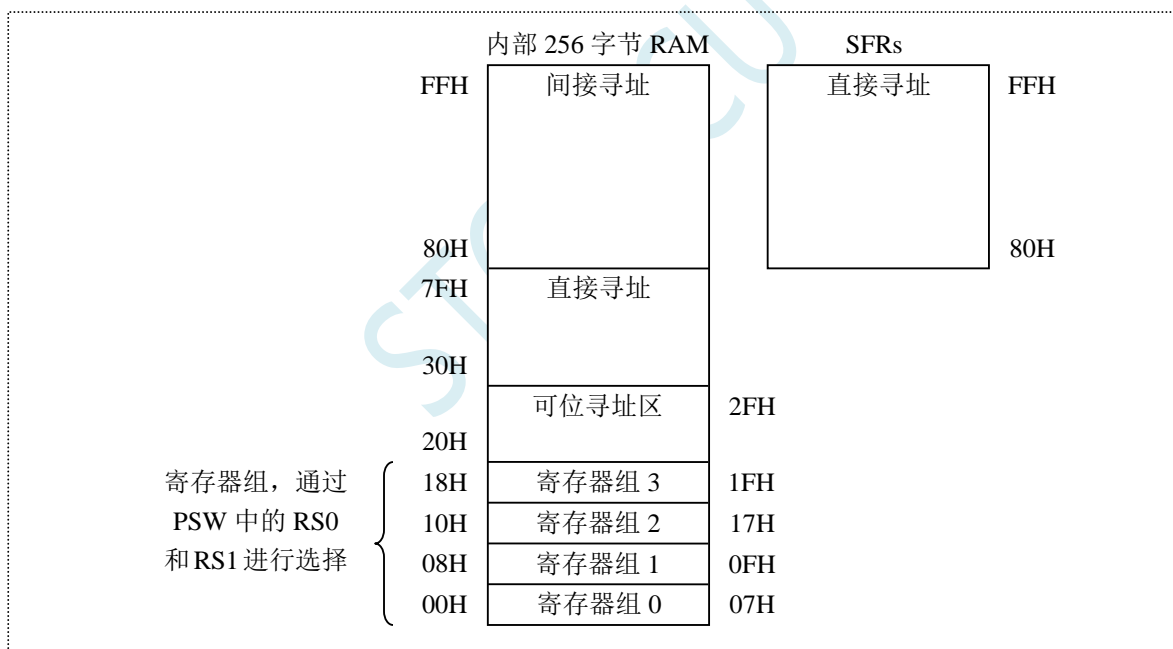 内部 256 字节 RAM SFRs
FFH 间接寻址 直接寻址 FFH
80H 80H
7FH 直接寻址
30H
可位寻址区 2FH
20H
寄存器组，通过 18H 寄存器组 3 1FH
PSW 中的 RS0 10H 寄存器组 2 17H
和 RS1 进行选择 08H 寄存器组 1 0FH
00H 寄存器组 0 07H